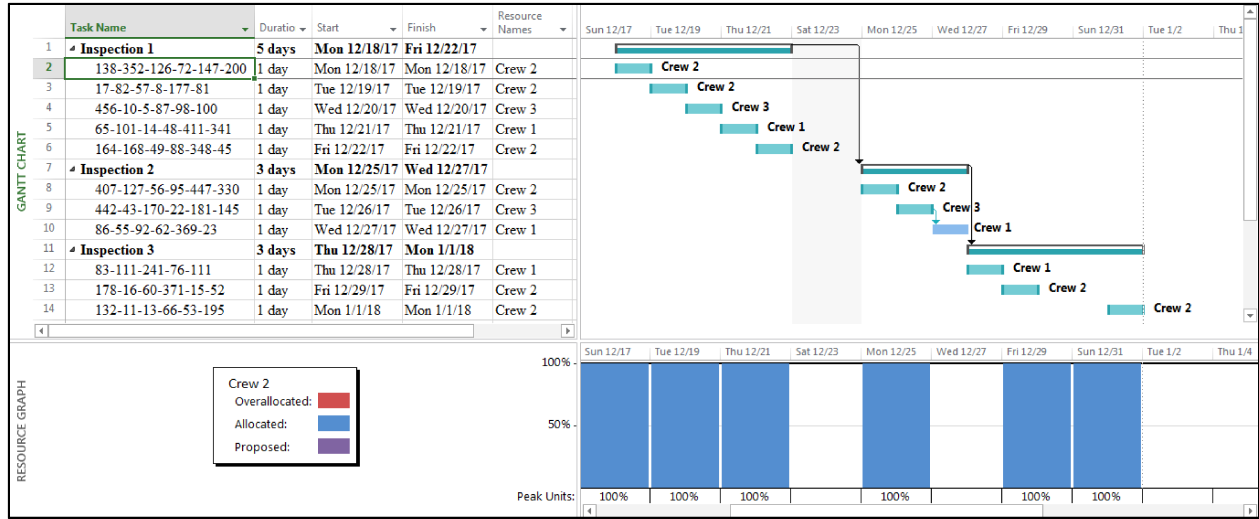 Task Name Duratio Start Finish Resource Names
1 Inspection 1 5 days Mon 12/18/17 Fri 12/22/17
2 138-352-126-72-147-200 1 day Mon 12/18/17 Mon 12/18/17 Crew 2
3 17-82-57-8-177-81 1 day Tue 12/19/17 Tue 12/19/17 Crew 2
4 456-10-5-87-98-100 1 day Wed 12/20/17 Wed 12/20/17 Crew 3
5 65-101-14-48-411-341 1 day Thu 12/21/17 Thu 12/21/17 Crew 1
6 164-168-49-88-348-45 1 day Fri 12/22/17 Fri 12/22/17 Crew 2
7 Inspection 2 3 days Mon 12/25/17 Wed 12/27/17
8 407-127-56-95-447-330 1 day Mon 12/25/17 Mon 12/25/17 Crew 2
9 442-43-170-22-181-145 1 day Tue 12/26/17 Tue 12/26/17 Crew 3
10 86-55-92-62-369-23 1 day Wed 12/27/17 Wed 12/27/17 Crew 1
11 Inspection 3 3 days Thu 12/28/17 Mon 1/1/18
12 83-111-241-76-111 1 day Thu 12/28/17 Thu 12/28/17 Crew 1
13 178-16-60-371-15-52 1 day Fri 12/29/17 Fri 12/29/17 Crew 2
14 132-11-13-66-53-195 1 day Mon 1/1/18 Mon 1/1/18 Crew 2
GANTT CHART
Sun 12/17 Tue 12/19 Thu 12/21 Sat 12/23 Mon 12/25 Wed 12/27 Fri 12/29 Sun 12/31 Tue 1/2 Thu 1
Crew 2
Crew 2
Crew 3
Crew 1
Crew 2
Crew 2
Crew 3
Crew 1
Crew 1
Crew 2
Crew 2
RESOURCE GRAPH
Crew 2
Overallocated:
Allocated:
Proposed:
Sun 12/17 Tue 12/19 Thu 12/21 Sat 12/23 Mon 12/25 Wed 12/27 Fri 12/29 Sun 12/31 Tue 1/2 Thu 1/4
100%
50%
Peak Units: 100% 100% 100% 100% 100% 100%